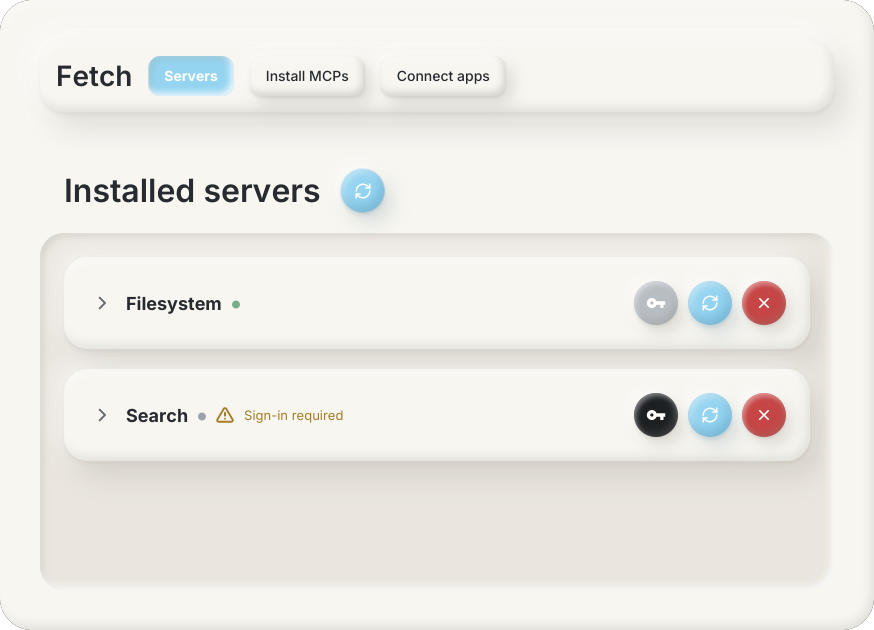 Fetch
Servers
Install MCPs
Connect apps
Installed servers
Filesystem
Search
Sign-in required